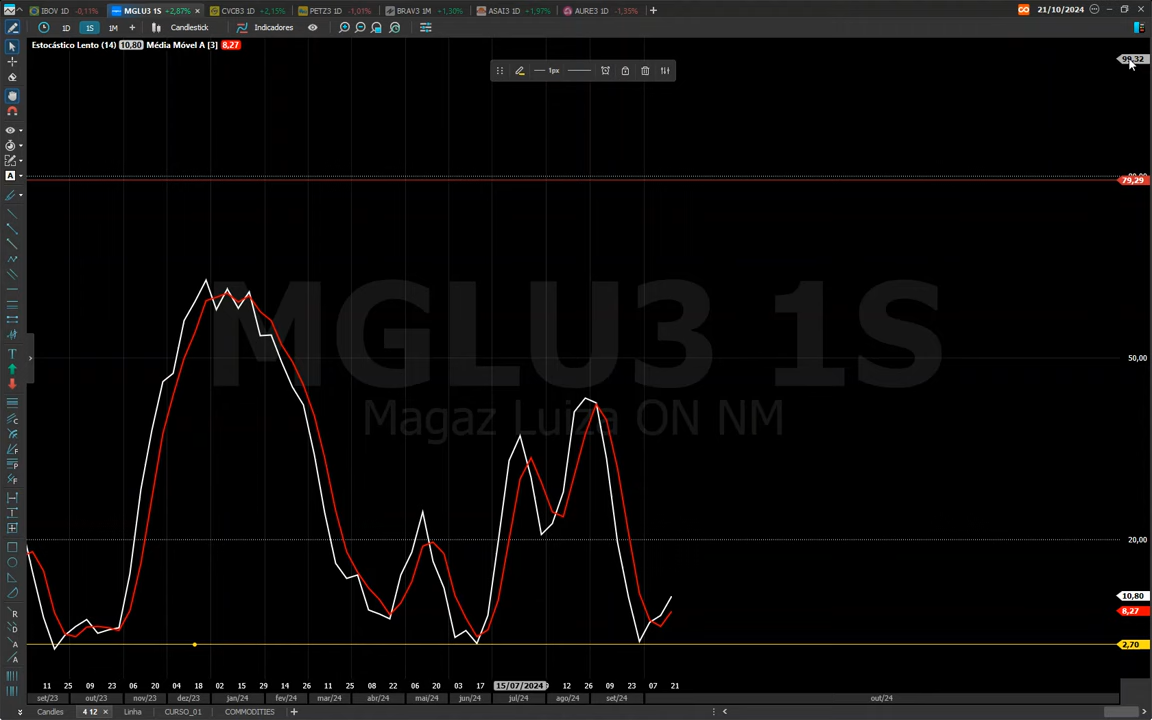 IBOV 1D -0,11% MGLU3 1S +2,87% × CVCB3 1D +2,15% PETZ3 1D -1,01% BRAV3 1M +1,30% ASAI3 1D +1,97% AURE3 1D -1,35% + 21/10/2024
1D 1S 1M + Candlestick Indicadores
Estocástico Lento (14) 10,80 Média Móvel A [3] 8,27
99,32
1px
79,29
MGLU3 1S
Magaz Luiza ON NM
50,00
20,00
10,80
8,27
2,70
11 25 09 23 06 20 04 18 02 15 29 14 26 11 25 08 22 06 20 03 17 15/07/2024 12 26 09 23 07 21
set/23 out/23 nov/23 dez/23 jan/24 fev/24 mar/24 abr/24 mai/24 jun/24 jul/24 ago/24 set/24 out/24
Candles 4 12 × Linha CURSO_01 COMMODITIES +